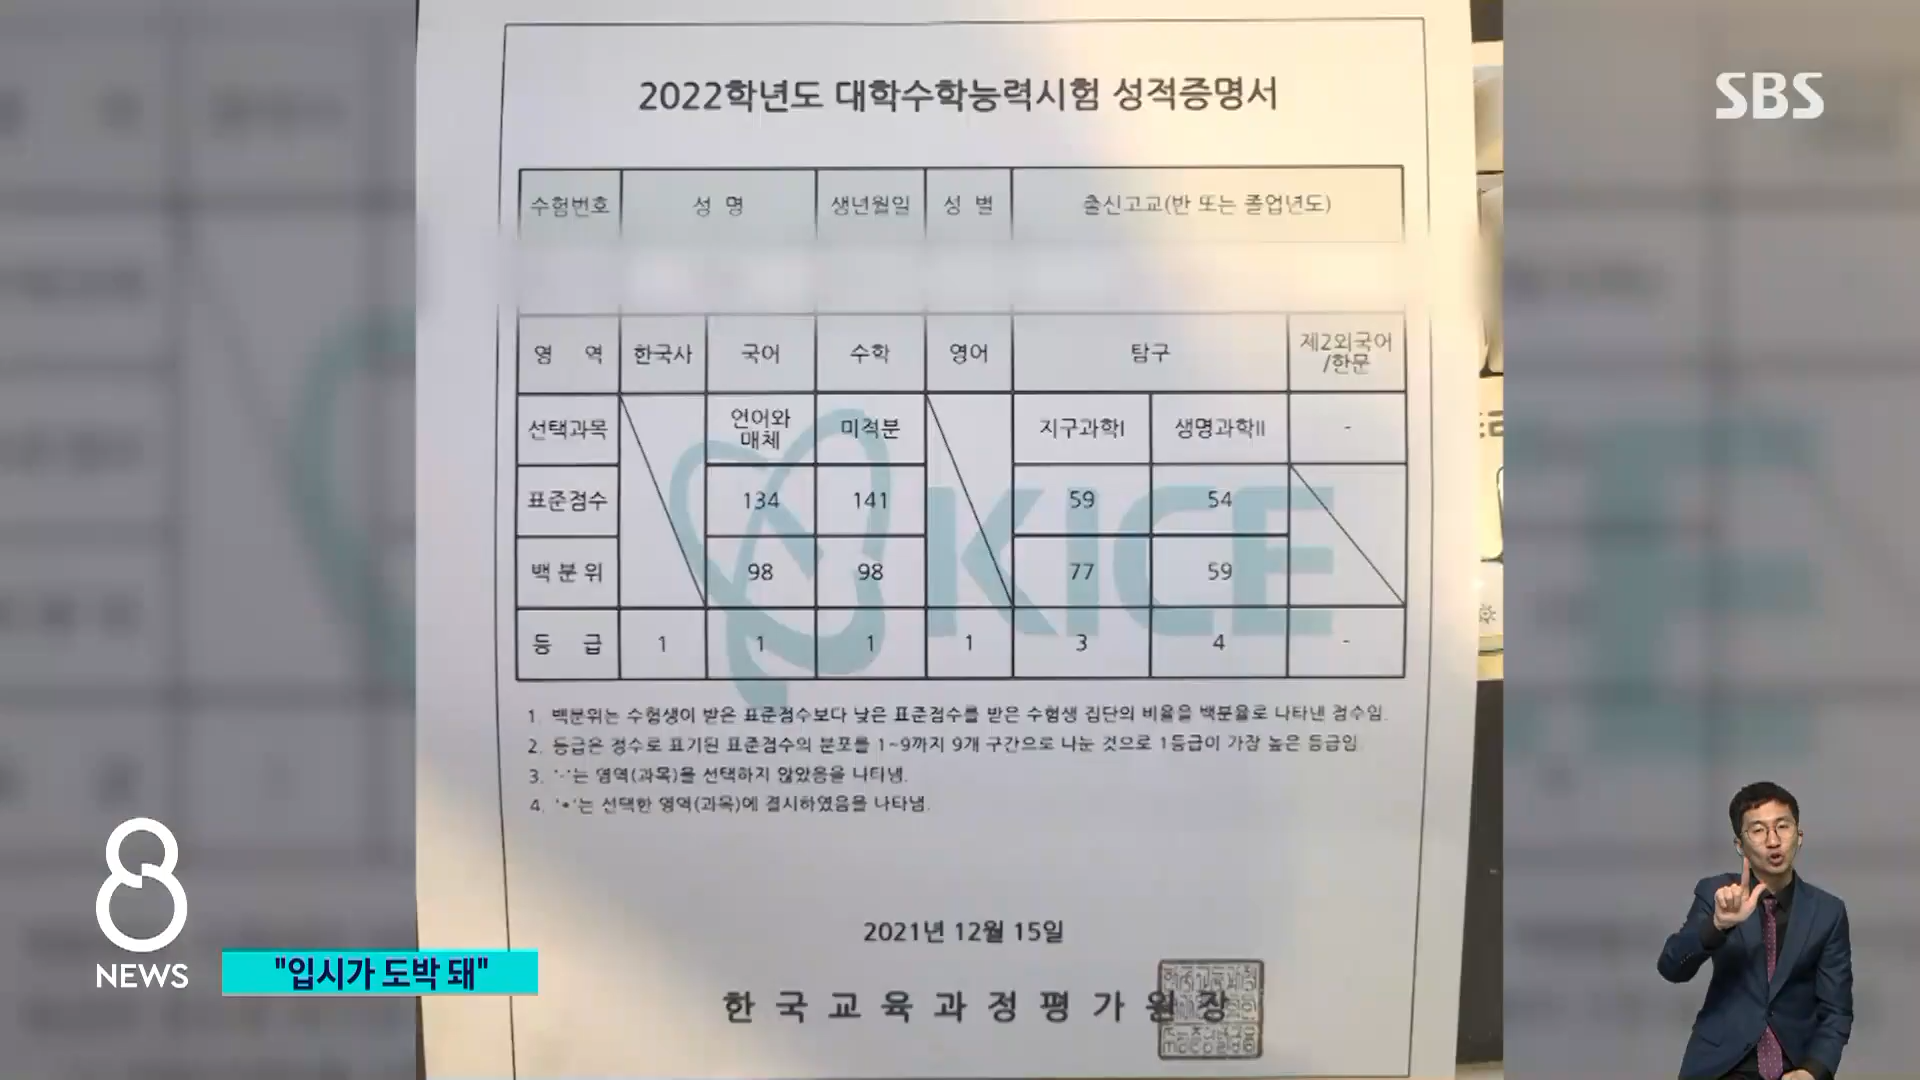 SBS
2022학년도 대학수학능력시험 성적증명서
수험번호 성 명 생년월일 성 별 출신고교(반 또는 졸업년도)
영 역 한국사 국어 수학 영어 탐구 제2외국어/한문
선택과목 언어와 매체 미적분 지구과학I 생명과학II -
표준점수 134 141 59 54
백 분 위 98 98 77 59
등 급 1 1 1 1 3 4 -
KICE
1. 백분위는 수험생이 받은 표준점수보다 낮은 표준점수를 받은 수험생 집단의 비율을 백분율로 나타낸 점수임.
2. 등급은 정수로 표기된 표준점수의 분포를 1~9까지 9개 구간으로 나눈 것으로 1등급이 가장 높은 등급임.
3. '-'는 영역(과목)을 선택하지 않았음을 나타냄.
4. '*'는 선택한 영역(과목)에 결시하였음을 나타냄.
2021년 12월 15일
한 국 교 육 과 정 평 가 원 장
8
NEWS
"입시가 도박 돼"